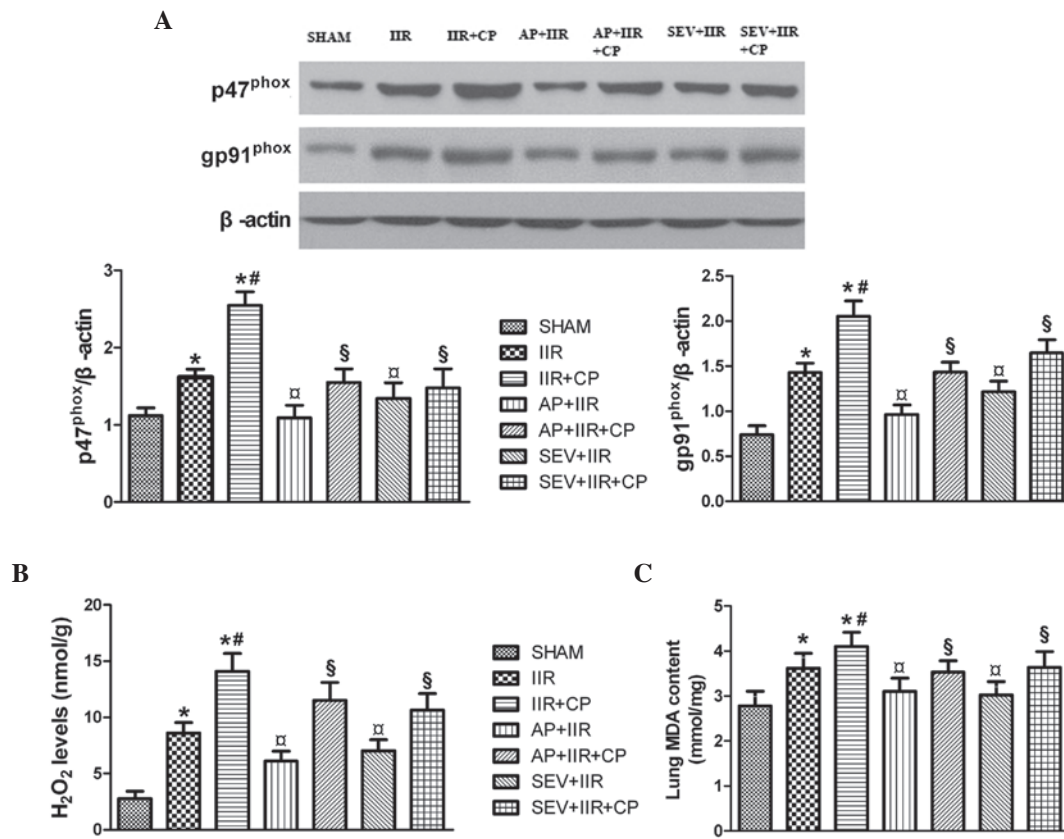 A
SHAM IIR IIR+CP AP+IIR AP+IIR +CP SEV+IIR SEV+IIR +CP
p47phox
gp91phox
β -actin
p47phox/β -actin
3
2
1
0
* *# ¤ § ¤ §
SHAM
IIR
IIR+CP
AP+IIR
AP+IIR+CP
SEV+IIR
SEV+IIR+CP
gp91phox/β -actin
2.5
2.0
1.5
1.0
0.5
0.0
* *# ¤ § ¤ §
B
H2O2 levels (nmol/g)
20
15
10
5
0
* *# ¤ § ¤ §
SHAM
IIR
IIR+CP
AP+IIR
AP+IIR+CP
SEV+IIR
SEV+IIR+CP
C
Lung MDA content
(mmol/mg)
5
4
3
2
1
0
* *# ¤ § ¤ §